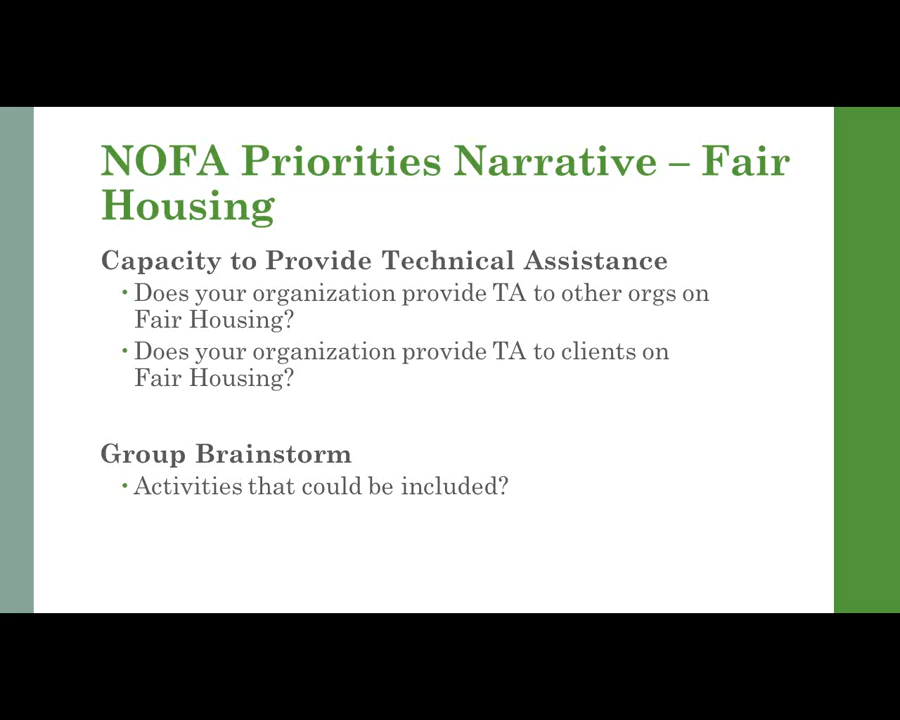 NOFA Priorities Narrative – Fair
Housing
Capacity to Provide Technical Assistance
• Does your organization provide TA to other orgs on
Fair Housing?
• Does your organization provide TA to clients on
Fair Housing?
Group Brainstorm
• Activities that could be included?